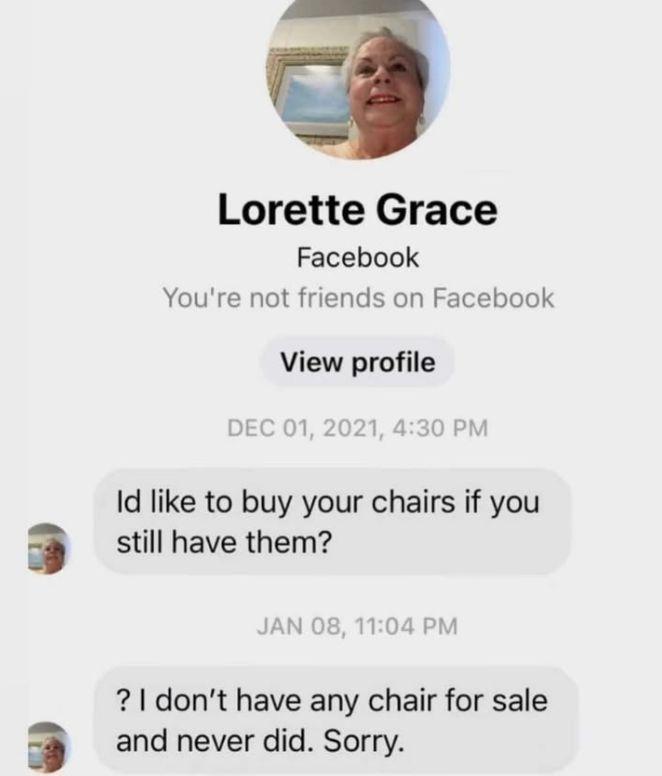 Lorette Grace
Facebook
You're not friends on Facebook
View profile
DEC 01, 2021, 4:30 PM
Id like to buy your chairs if you
still have them?
JAN 08, 11:04 PM
? I don't have any chair for sale
and never did. Sorry.